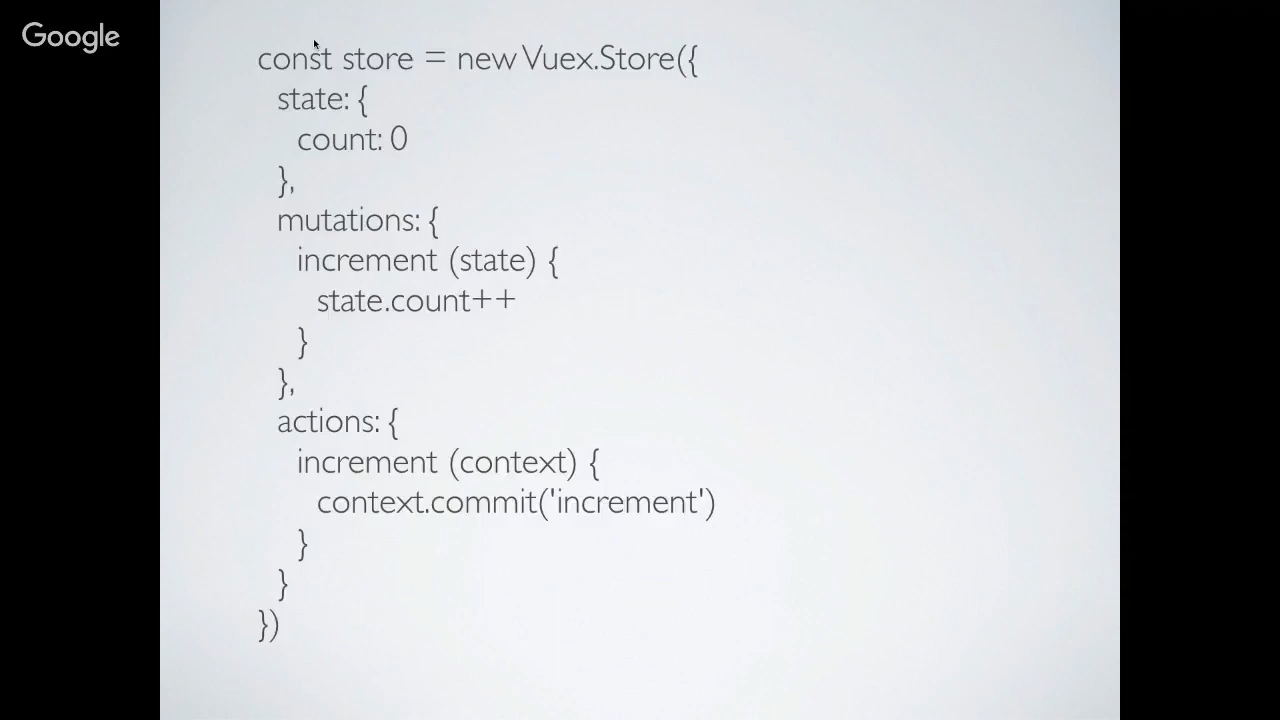 Google
const store = new Vuex.Store({
state: {
count: 0
},
mutations: {
increment (state) {
state.count++
}
},
actions: {
increment (context) {
context.commit('increment')
}
}
})